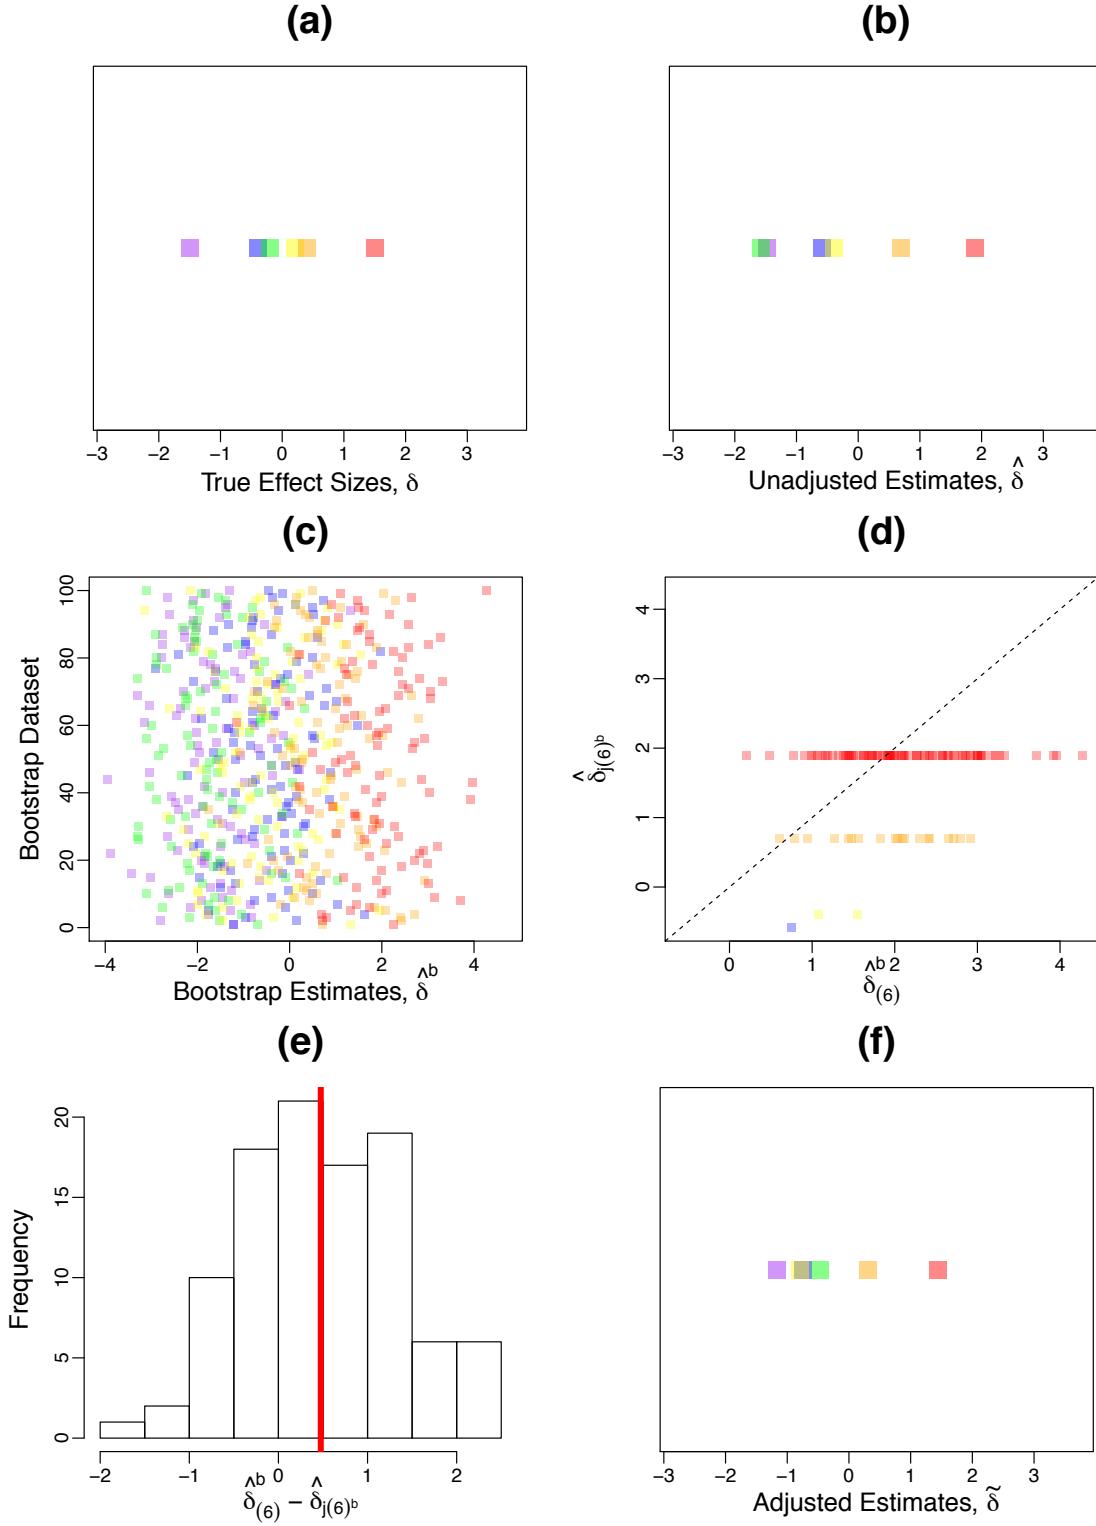 (a)
(b)
−3 −2 −1 0 1 2 3
True Effect Sizes, δ
−3 −2 −1 0 1 2 3
Unadjusted Estimates, δ̂
(c)
(d)
Bootstrap Dataset
100
80
60
40
20
0
−4 −2 0 2 4
Bootstrap Estimates, δ̂ᵇ
δ̂j(6)ᵇ
4
3
2
1
0
0 1 2 3 4
δ̂(6)ᵇ
(e)
(f)
Frequency
20
15
10
5
0
−2 −1 0 1 2
δ̂(6)ᵇ − δ̂j(6)ᵇ
−3 −2 −1 0 1 2 3
Adjusted Estimates, δ̃